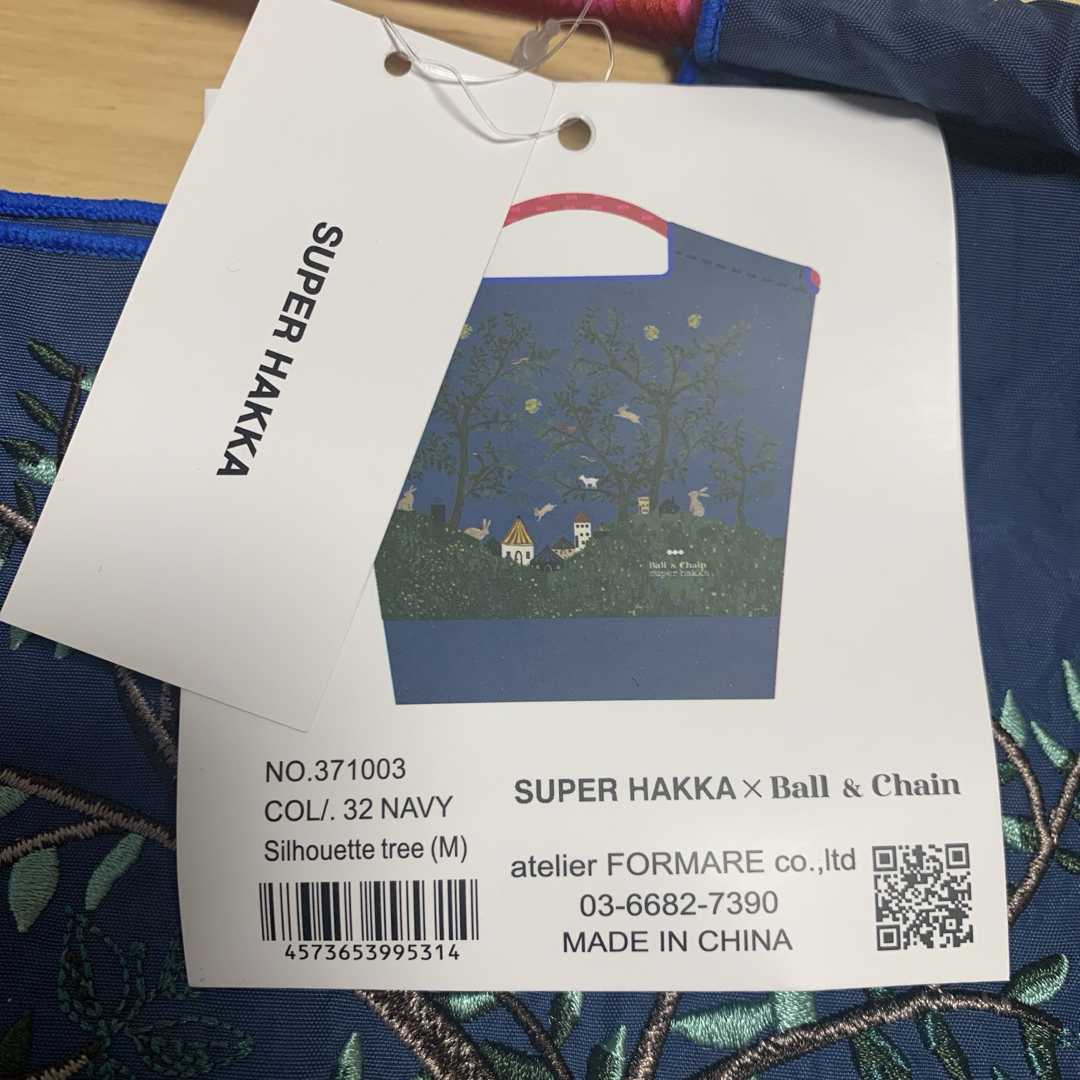 SUPER HAKKA
Ball & Chain
super hakka
NO.371003
COL/. 32 NAVY
Silhouette tree (M)
4573653995314
SUPER HAKKA × Ball & Chain
atelier FORMARE co.,ltd
03-6682-7390
MADE IN CHINA